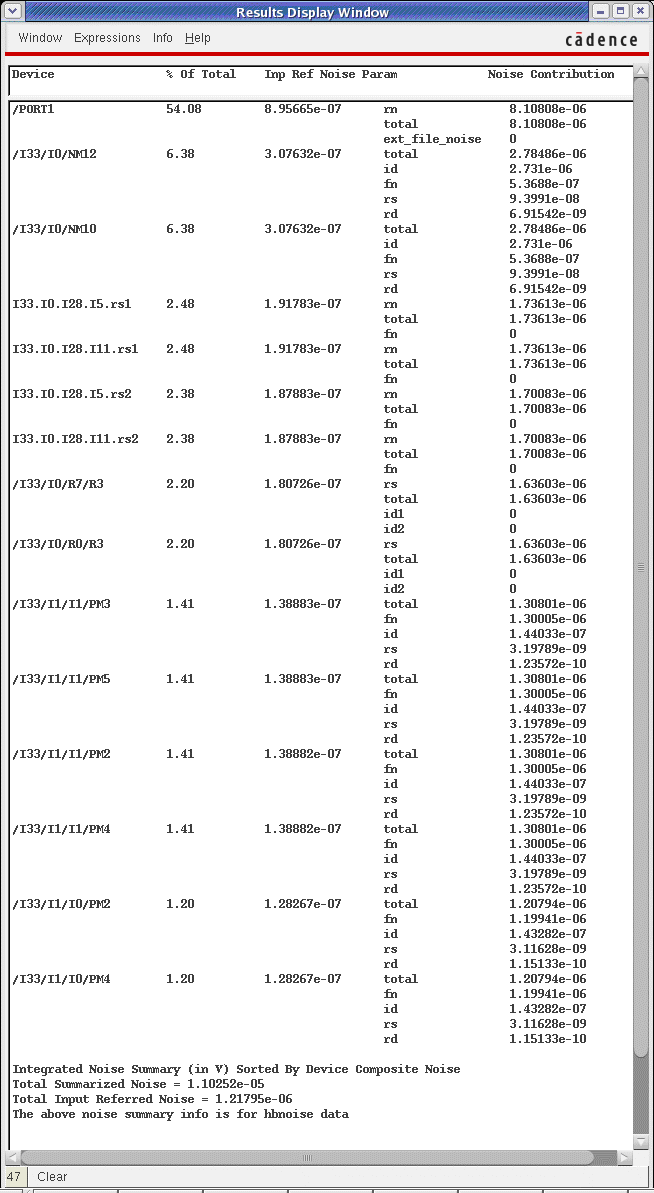 Results Display Window
Window Expressions Info Help
cādence
Device % Of Total Inp Ref Noise Param Noise Contribution
/PORT1 54.08 8.95665e-07 rn 8.10808e-06
total 8.10808e-06
ext_file_noise 0
/I33/I0/NM12 6.38 3.07632e-07 total 2.78486e-06
id 2.731e-06
fn 5.3688e-07
rs 9.3991e-08
rd 6.91542e-09
/I33/I0/NM10 6.38 3.07632e-07 total 2.78486e-06
id 2.731e-06
fn 5.3688e-07
rs 9.3991e-08
rd 6.91542e-09
I33.I0.I28.I5.rs1 2.48 1.91783e-07 rn 1.73613e-06
total 1.73613e-06
fn 0
I33.I0.I28.I11.rs1 2.48 1.91783e-07 rn 1.73613e-06
total 1.73613e-06
fn 0
I33.I0.I28.I5.rs2 2.38 1.87883e-07 rn 1.70083e-06
total 1.70083e-06
fn 0
I33.I0.I28.I11.rs2 2.38 1.87883e-07 rn 1.70083e-06
total 1.70083e-06
fn 0
/I33/I0/R7/R3 2.20 1.80726e-07 rs 1.63603e-06
total 1.63603e-06
id1 0
id2 0
/I33/I0/R0/R3 2.20 1.80726e-07 rs 1.63603e-06
total 1.63603e-06
id1 0
id2 0
/I33/I1/I1/PM3 1.41 1.38883e-07 total 1.30801e-06
fn 1.30005e-06
id 1.44033e-07
rs 3.19789e-09
rd 1.23572e-10
/I33/I1/I1/PM5 1.41 1.38883e-07 total 1.30801e-06
fn 1.30005e-06
id 1.44033e-07
rs 3.19789e-09
rd 1.23572e-10
/I33/I1/I1/PM2 1.41 1.38882e-07 total 1.30801e-06
fn 1.30005e-06
id 1.44033e-07
rs 3.19789e-09
rd 1.23572e-10
/I33/I1/I1/PM4 1.41 1.38882e-07 total 1.30801e-06
fn 1.30005e-06
id 1.44033e-07
rs 3.19789e-09
rd 1.23572e-10
/I33/I1/I0/PM2 1.20 1.28267e-07 total 1.20794e-06
fn 1.19941e-06
id 1.43282e-07
rs 3.11628e-09
rd 1.15133e-10
/I33/I1/I0/PM4 1.20 1.28267e-07 total 1.20794e-06
fn 1.19941e-06
id 1.43282e-07
rs 3.11628e-09
rd 1.15133e-10
Integrated Noise Summary (in V) Sorted By Device Composite Noise
Total Summarized Noise = 1.10252e-05
Total Input Referred Noise = 1.21795e-06
The above noise summary info is for hbnoise data
47 Clear